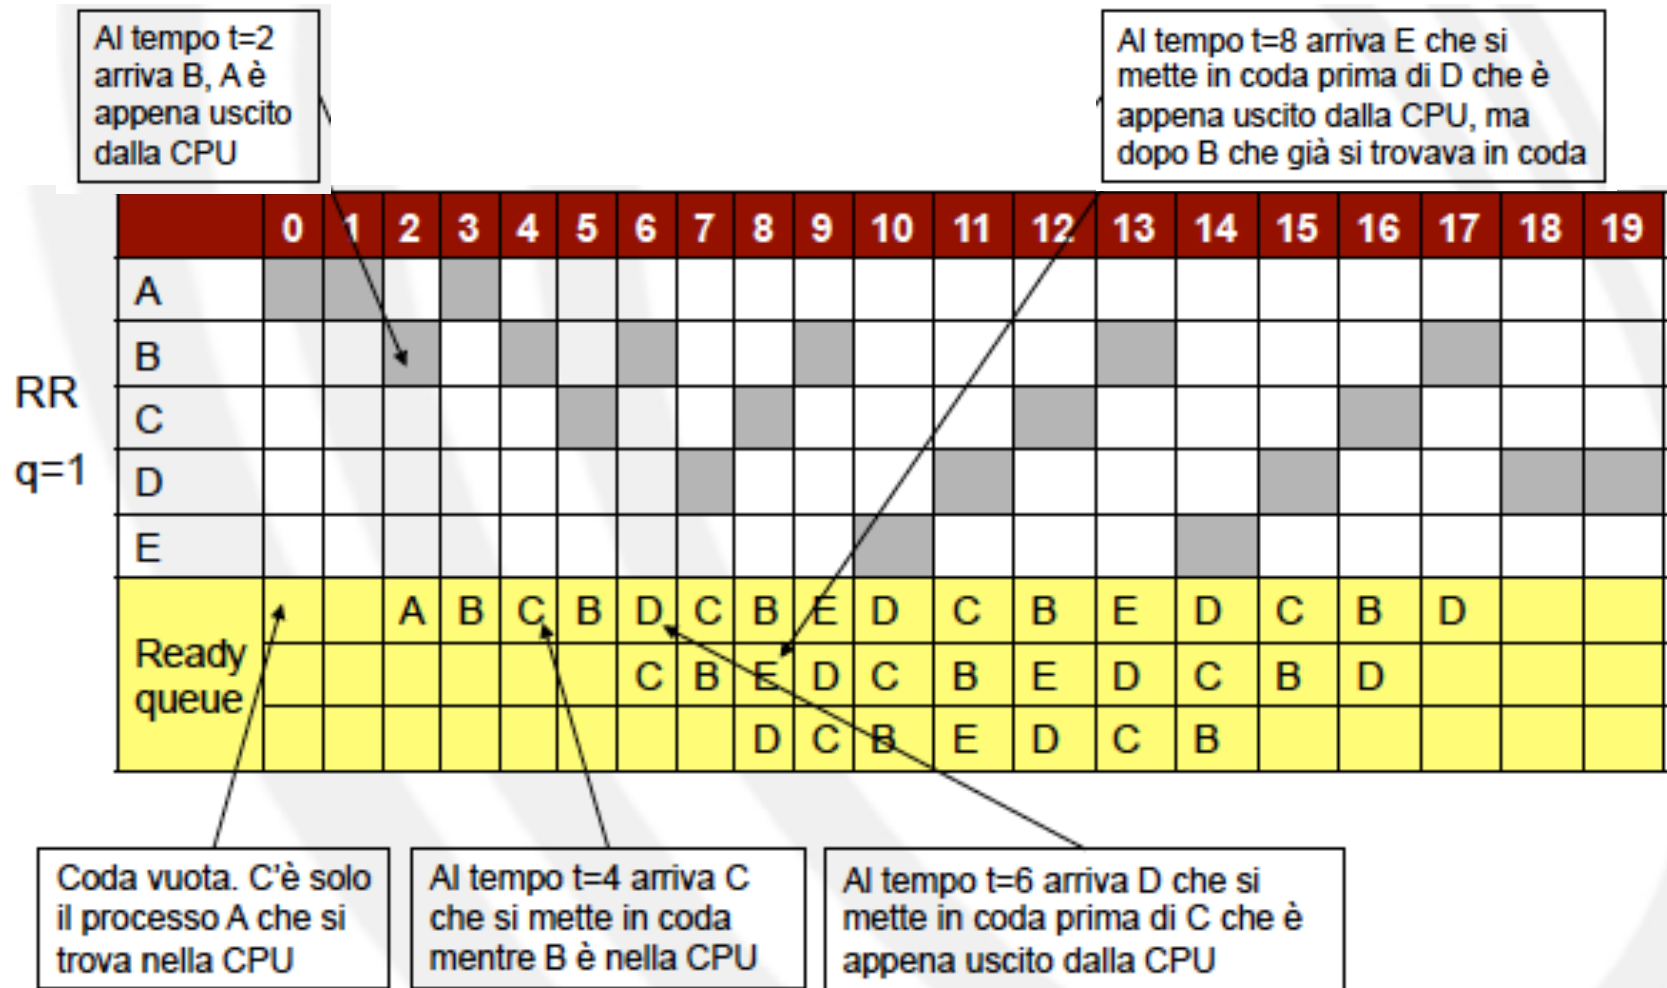 Al tempo t=2
arriva B, A è
appena uscito
dalla CPU
Al tempo t=8 arriva E che si
mette in coda prima di D che è
appena uscito dalla CPU, ma
dopo B che già si trovava in coda
0 1 2 3 4 5 6 7 8 9 10 11 12 13 14 15 16 17 18 19
A
B
RR
C
q=1
D
E
Ready
queue
A B C B D C B E D C B E D C B D
C B E D C B E D C B D
D C B E D C B
Coda vuota. C'è solo
il processo A che si
trova nella CPU
Al tempo t=4 arriva C
che si mette in coda
mentre B è nella CPU
Al tempo t=6 arriva D che si
mette in coda prima di C che è
appena uscito dalla CPU